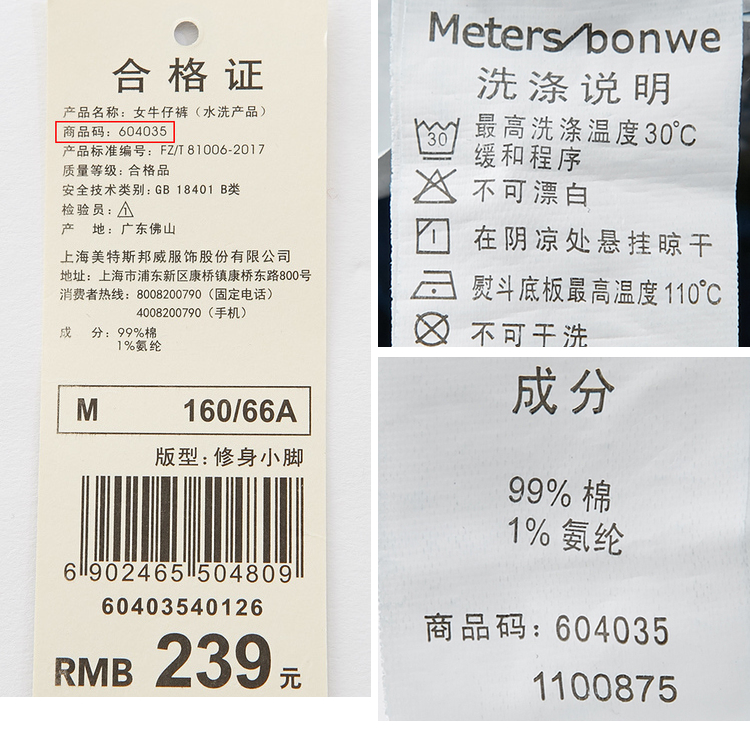 合格证
产品名称：女牛仔裤（水洗产品）
商品码：604035
产品标准编号：FZ/T 81006-2017
质量等级：合格品
安全技术类别：GB 18401 B类
检验员：1
产 地：广东佛山
上海美特斯邦威服饰股份有限公司
地址：上海市浦东新区康桥镇康桥东路800号
消费者热线：8008200790（固定电话）
4008200790（手机）
成 分：99%棉
1%氨纶
M 160/66A
版型：修身小脚
6 902465 504809
60403540126
RMB 239元
Meters/bonwe
洗涤说明
30 最高洗涤温度30℃
缓和程序
不可漂白
在阴凉处悬挂晾干
熨斗底板最高温度110℃
不可干洗
成分
99% 棉
1% 氨纶
商品码：604035
1100875